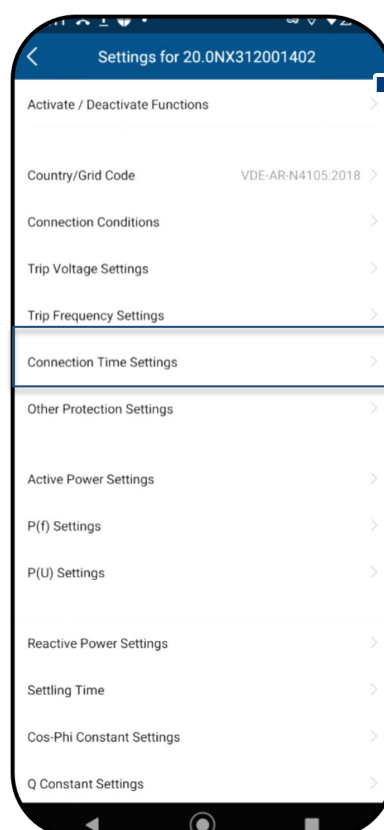 Settings for 20.0NX312001402
Activate / Deactivate Functions
Country/Grid Code VDE-AR-N4105:2018
Connection Conditions
Trip Voltage Settings
Trip Frequency Settings
Connection Time Settings
Other Protection Settings
Active Power Settings
P(f) Settings
P(U) Settings
Reactive Power Settings
Settling Time
Cos-Phi Constant Settings
Q Constant Settings